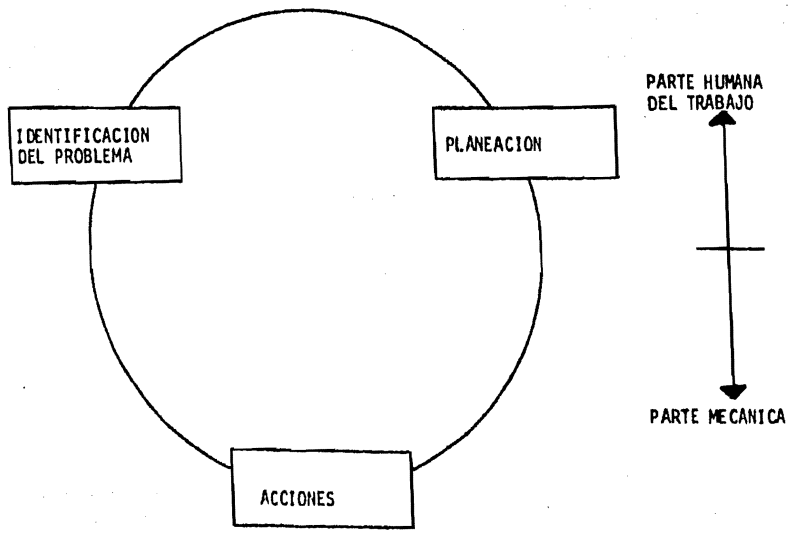 PARTE HUMANA
DEL TRABAJO
IDENTIFICACION
DEL PROBLEMA
PLANEACION
PARTE MECANICA
ACCIONES